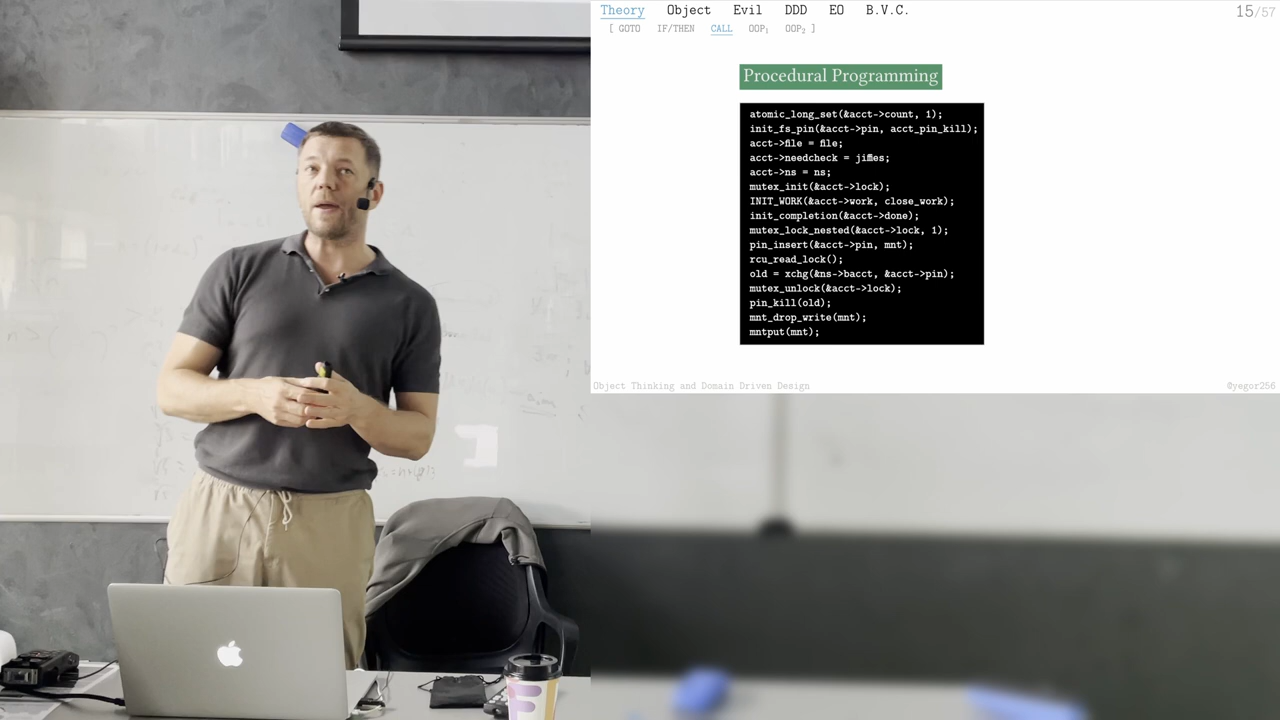 Theory Object Evil DDD EO B.V.C. 15/57
[ GOTO IF/THEN CALL OOP₁ OOP₂ ]
Procedural Programming
atomic_long_set(&acct->count, 1);
init_fs_pin(&acct->pin, acct_pin_kill);
acct->file = file;
acct->needcheck = jiffies;
acct->ns = ns;
mutex_init(&acct->lock);
INIT_WORK(&acct->work, close_work);
init_completion(&acct->done);
mutex_lock_nested(&acct->lock, 1);
pin_insert(&acct->pin, mnt);
rcu_read_lock();
old = xchg(&ns->bacct, &acct->pin);
mutex_unlock(&acct->lock);
pin_kill(old);
mnt_drop_write(mnt);
mntput(mnt);
Object Thinking and Domain Driven Design @yegor256